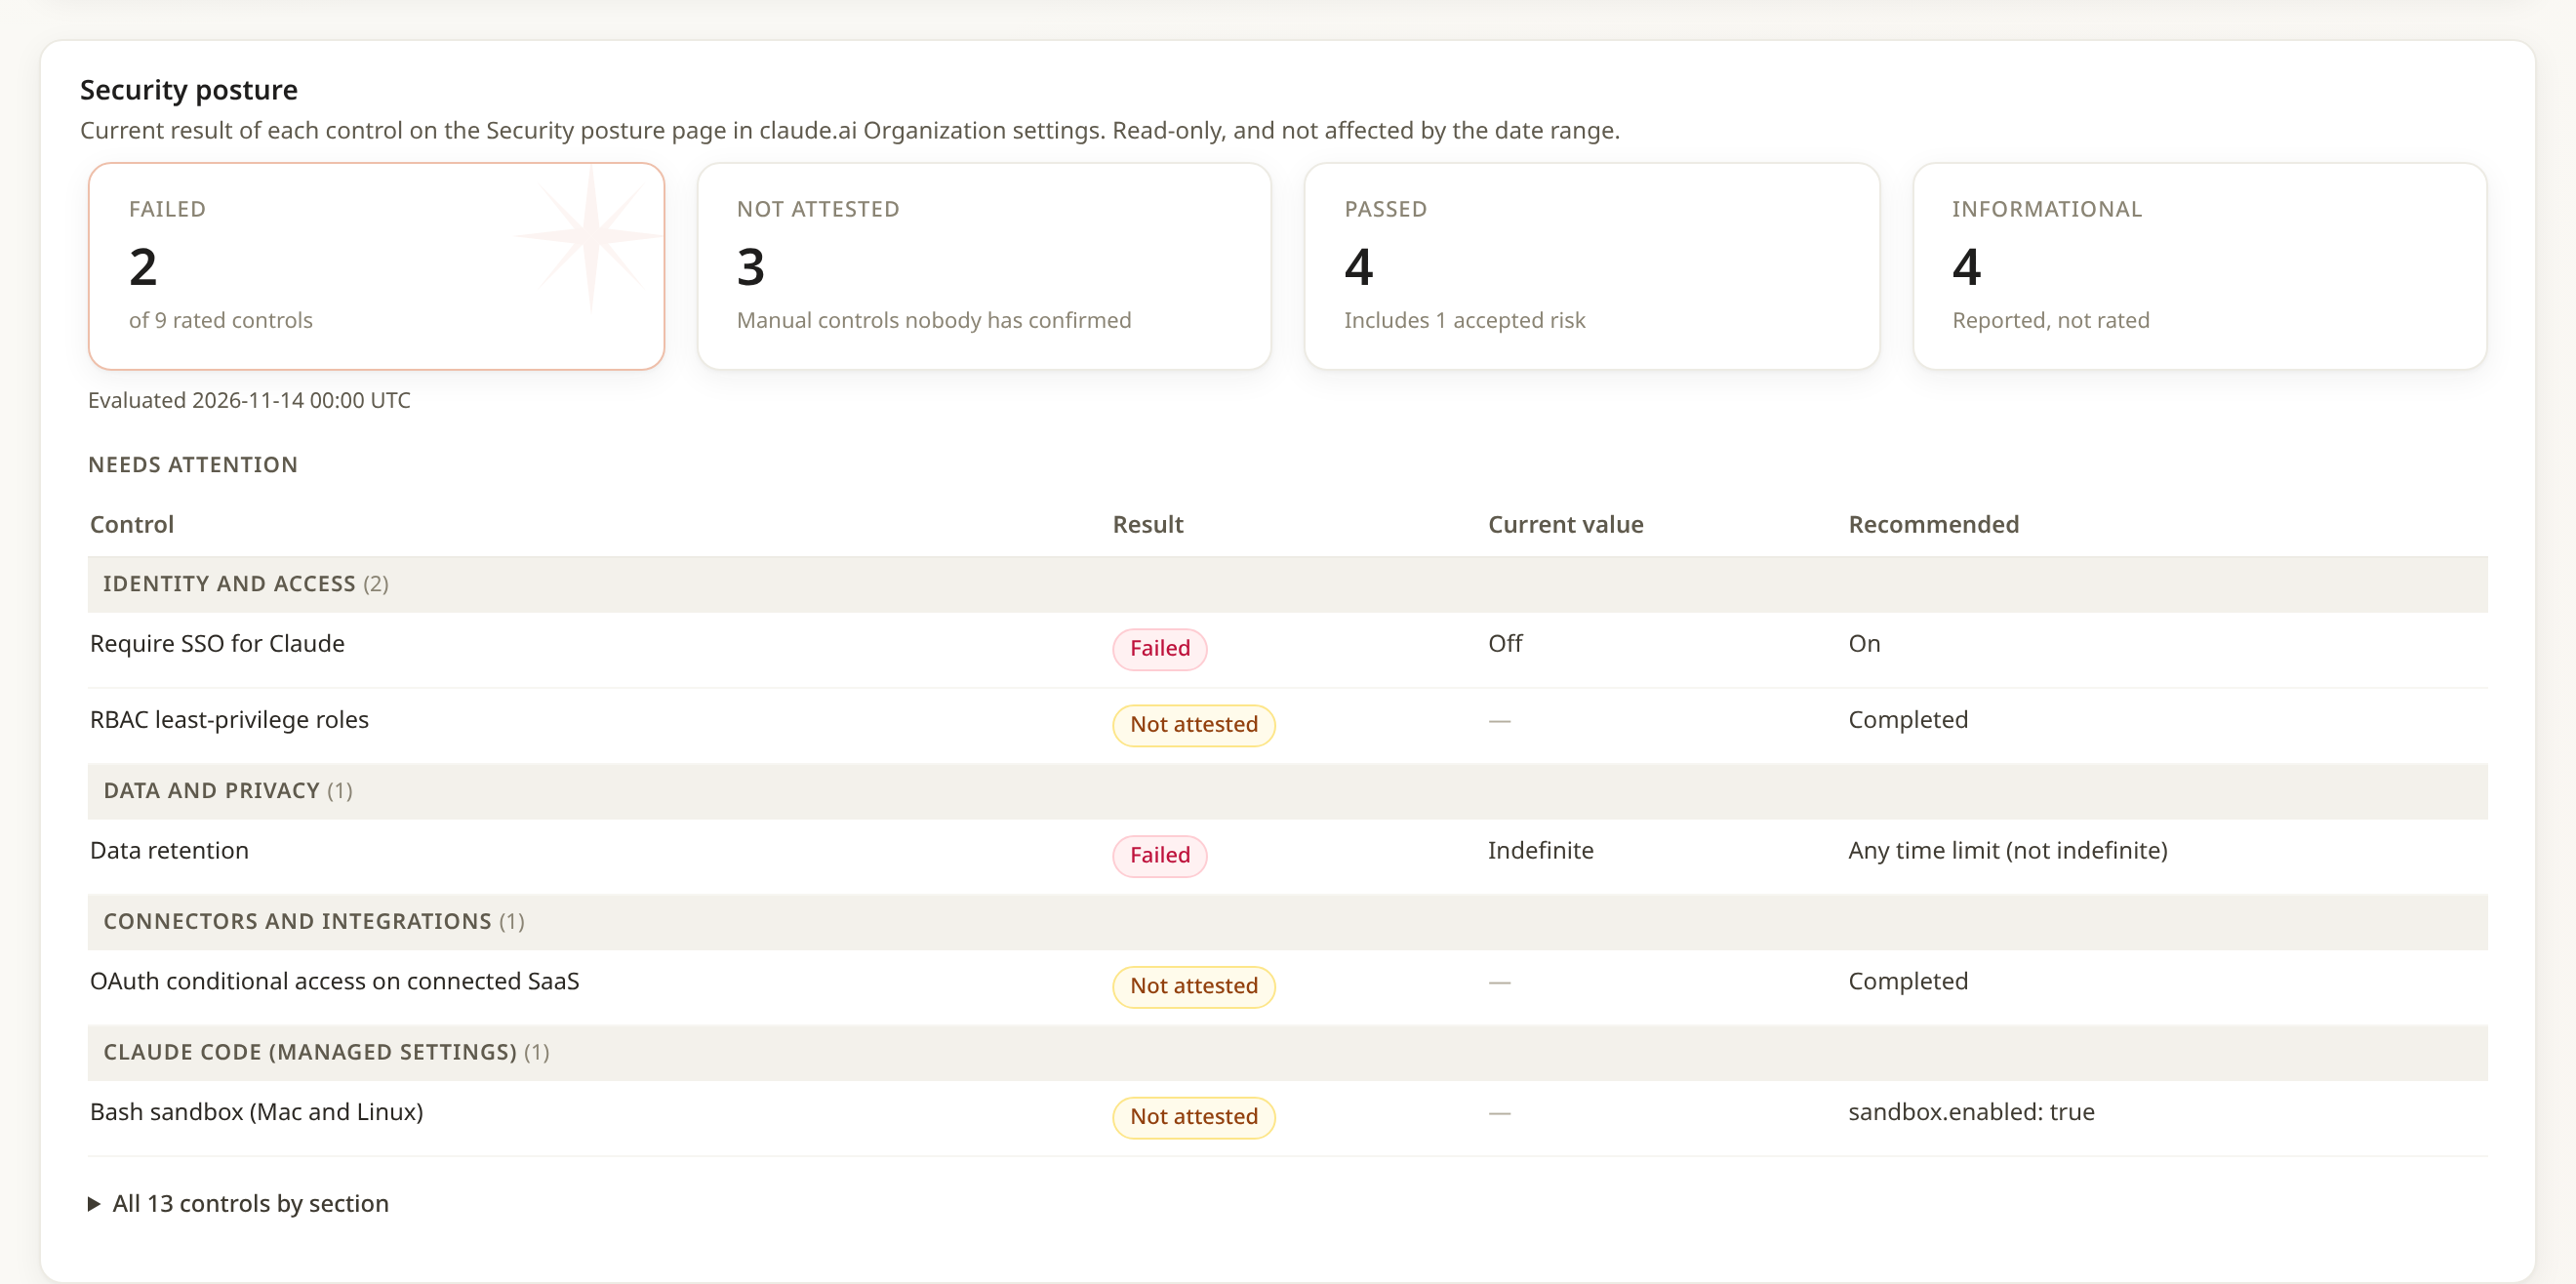 Security posture
Current result of each control on the Security posture page in claude.ai Organization settings. Read-only, and not affected by the date range.
FAILED
2
of 9 rated controls
NOT ATTESTED
3
Manual controls nobody has confirmed
PASSED
4
Includes 1 accepted risk
INFORMATIONAL
4
Reported, not rated
Evaluated 2026-11-14 00:00 UTC
NEEDS ATTENTION
Control Result Current value Recommended
IDENTITY AND ACCESS (2)
Require SSO for Claude Failed Off On
RBAC least-privilege roles Not attested — Completed
DATA AND PRIVACY (1)
Data retention Failed Indefinite Any time limit (not indefinite)
CONNECTORS AND INTEGRATIONS (1)
OAuth conditional access on connected SaaS Not attested — Completed
CLAUDE CODE (MANAGED SETTINGS) (1)
Bash sandbox (Mac and Linux) Not attested — sandbox.enabled: true
▶ All 13 controls by section